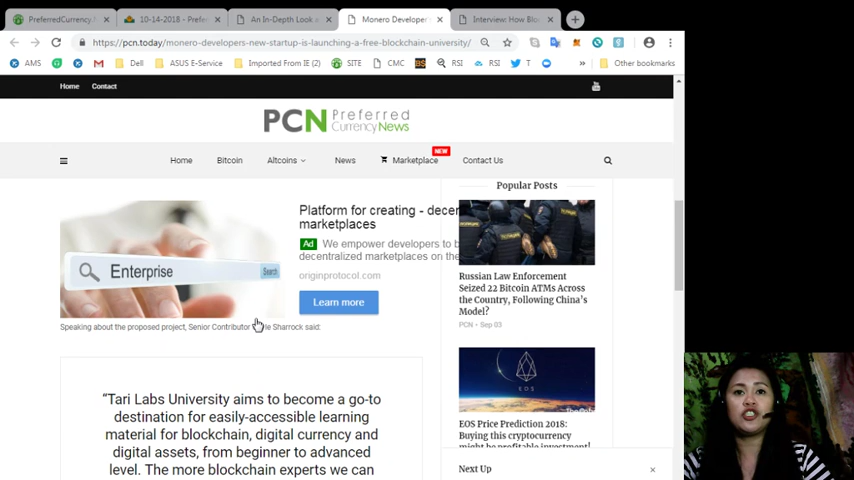 PreferredCurrency
10-14-2018 - Prefer
An In-Depth Look
Monero Developer
Interview: How Blo
https://pcn.today/monero-developers-new-startup-is-launching-a-free-blockchain-university/
AMS
Dell
ASUS E-Service
Imported From IE (2)
SITE
CMC
RSI
RSI
T
Other bookmarks
Home
Contact
PCN Preferred
CurrencyNews
NEW
Home
Bitcoin
Altcoins
News
Marketplace
Contact Us
Popular Posts
Enterprise
Search
Platform for creating - decen
marketplaces
Ad We empower developers to b
decentralized marketplaces on the
originprotocol.com
Learn more
Speaking about the proposed project, Senior Contributor le Sharrock said:
"Tari Labs University aims to become a go-to
destination for easily-accessible learning
material for blockchain, digital currency and
digital assets, from beginner to advanced
level. The more blockchain experts we can
Russian Law Enforcement
Seized 22 Bitcoin ATMs Across
the Country, Following China's
Model?
PCN - Sep 03
EOS
EOS Price Prediction 2018:
Buying this cryptocurrency
might be profitable investment!
Next Up